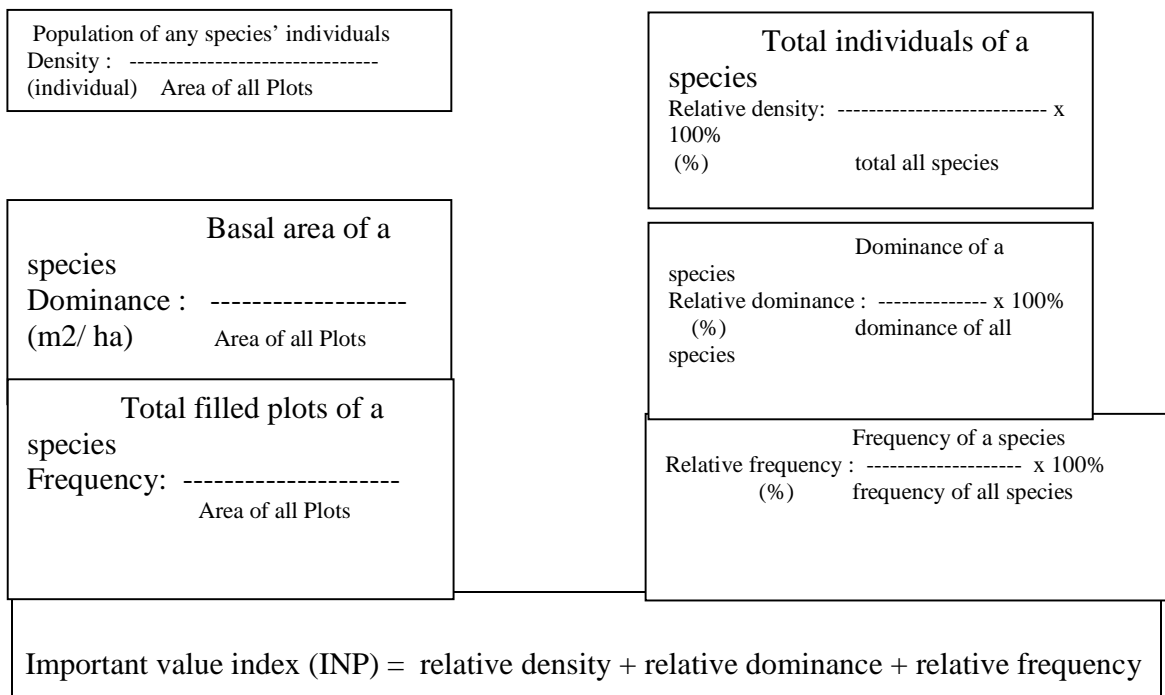 Population of any species’ individuals
Density : --------------------------------
(individual) Area of all Plots
Total individuals of a
species
Relative density: --------------------------- x
100%
(%) total all species
Basal area of a
species
Dominance : -------------------
(m2/ ha) Area of all Plots
Dominance of a
species
Relative dominance : -------------- x 100%
(%) dominance of all
species
Total filled plots of a
species
Frequency: ---------------------
Area of all Plots
Frequency of a species
Relative frequency : -------------------- x 100%
(%) frequency of all species
Important value index (INP) = relative density + relative dominance + relative frequency